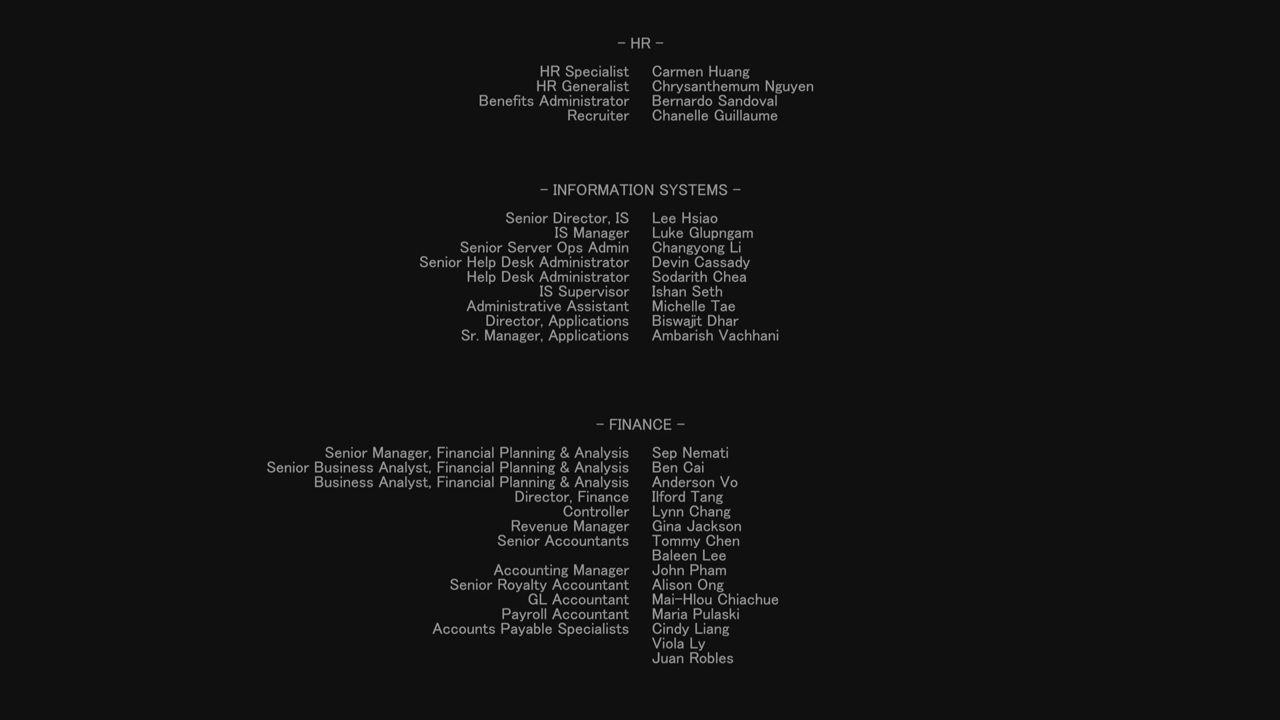 - HR -
HR Specialist Carmen Huang
HR Generalist Chrysanthemum Nguyen
Benefits Administrator Bernardo Sandoval
Recruiter Chanelle Guillaume
- INFORMATION SYSTEMS -
Senior Director, IS Lee Hsiao
IS Manager Luke Glupngam
Senior Server Ops Admin Changyong Li
Senior Help Desk Administrator Devin Cassady
Help Desk Administrator Sodarith Chea
IS Supervisor Ishan Seth
Administrative Assistant Michelle Tae
Director, Applications Biswajit Dhar
Sr. Manager, Applications Ambarish Vachhani
- FINANCE -
Senior Manager, Financial Planning & Analysis Sep Nemati
Senior Business Analyst, Financial Planning & Analysis Ben Cai
Business Analyst, Financial Planning & Analysis Anderson Vo
Director, Finance Ilford Tang
Controller Lynn Chang
Revenue Manager Gina Jackson
Senior Accountants Tommy Chen
Baleen Lee
Accounting Manager John Pham
Senior Royalty Accountant Alison Ong
GL Accountant Mai-Hlou Chiachue
Payroll Accountant Maria Pulaski
Accounts Payable Specialists Cindy Liang
Viola Ly
Juan Robles